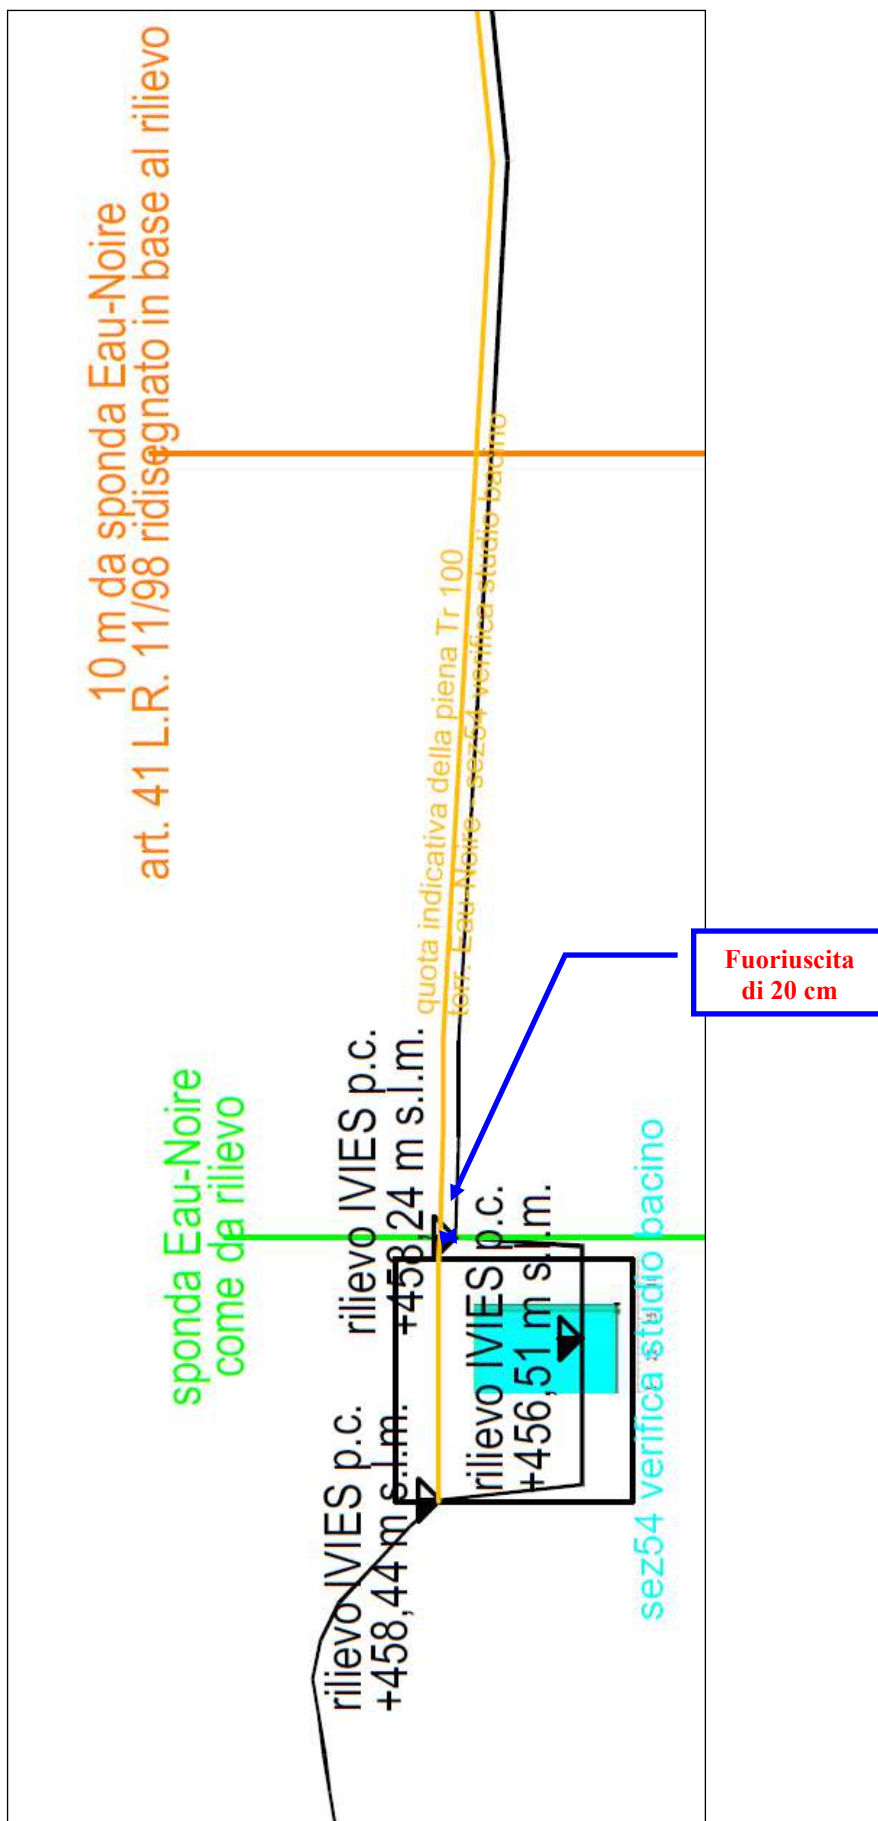 10 m da sponda Eau-Noire
art. 41 L.R. 11/98 ridisegnato in base al rilievo
quota indicativa della piena Tr 100
torr. Eau Noire - sez54 verifica studio bacino
Fuoriuscita
di 20 cm
sponda Eau-Noire
come da rilievo
rilievo IVIES p.c.
+458,24 m s.l.m.
rilievo IVIES p.c.
+456,51 m s.l.m.
rilievo IVIES p.c.
+458,44 m s.l.m.
sez54 verifica studio bacino